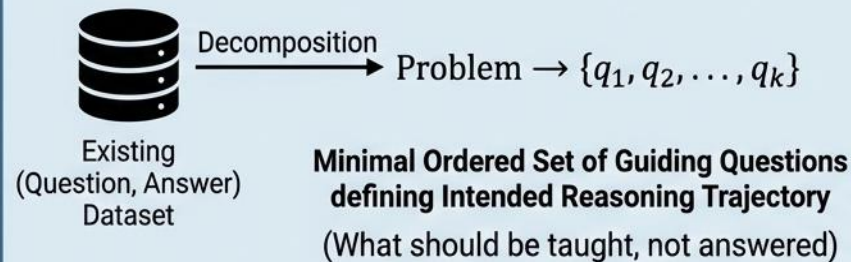 Decomposition
Problem → {q₁, q₂, . . . , qₖ}
Existing
(Question, Answer)
Dataset
Minimal Ordered Set of Guiding Questions
defining Intended Reasoning Trajectory
(What should be taught, not answered)